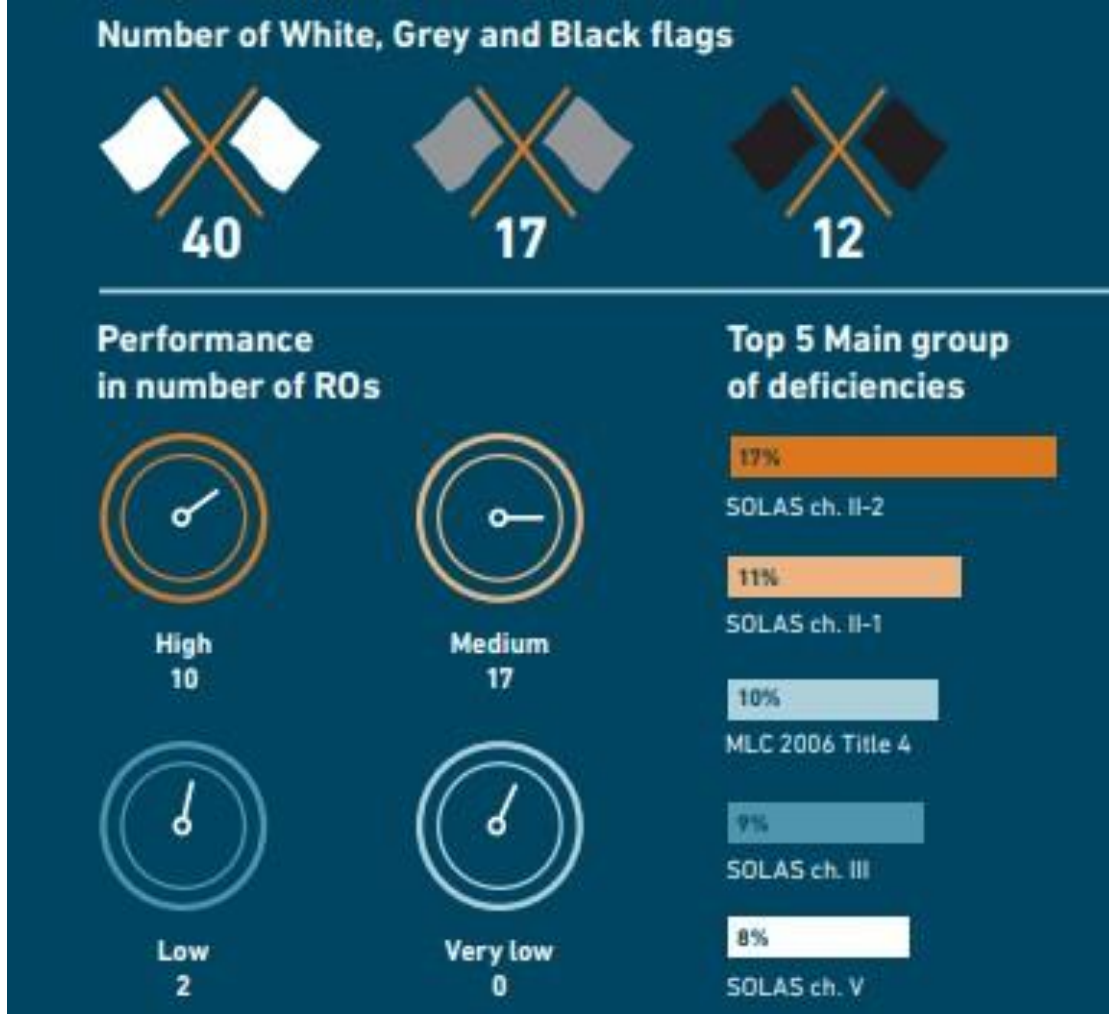 Number of White, Grey and Black flags
40
17
12
Performance
in number of ROs
High
10
Medium
17
Low
2
Very low
0
Top 5 Main group
of deficiencies
17%
SOLAS ch. II-2
11%
SOLAS ch. II-1
10%
MLC 2006 Title 4
9%
SOLAS ch. III
8%
SOLAS ch. V